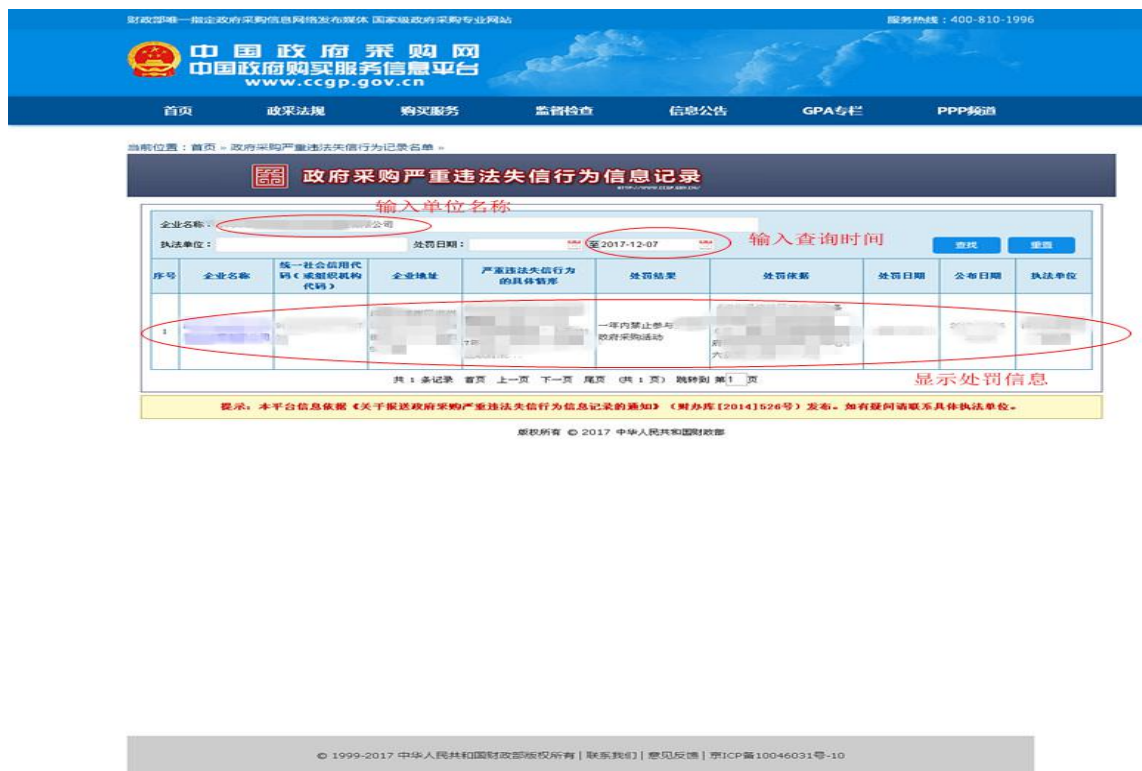 财政部唯一指定政府采购信息网络发布媒体 国家级政府采购专业网站
服务热线：400-810-1996
中国政府采购网
中国政府购买服务信息平台
www.ccgp.gov.cn
首页 政采法规 购买服务 监督检查 信息公告 GPA专栏 PPP频道
当前位置：首页 » 政府采购严重违法失信行为记录名单 »
政府采购严重违法失信行为信息记录
输入单位名称
企业名称： 公司
执法单位： 处罚日期： 至2017-12-07 输入查询时间 查找 重置
序号 企业名称 统一社会信用代码（或组织机构代码） 企业地址 严重违法失信行为的具体情形 处罚结果 处罚依据 处罚日期 公布日期 执法单位
1 一年内禁止参与政府采购活动
共 1 条记录 首页 上一页 下一页 尾页 (共 1 页) 跳转到 第1 页
显示处罚信息
提示：本平台信息依据《关于报送政府采购严重违法失信行为信息记录的通知》（财办库[2014]526号）发布。如有疑问请联系具体执法单位。
版权所有 © 2017 中华人民共和国财政部
© 1999-2017 中华人民共和国财政部版权所有 | 联系我们 | 意见反馈 | 京ICP备10046031号-10